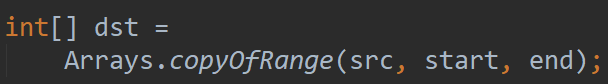 int[] dst =
Arrays.copyOfRange(src, start, end);